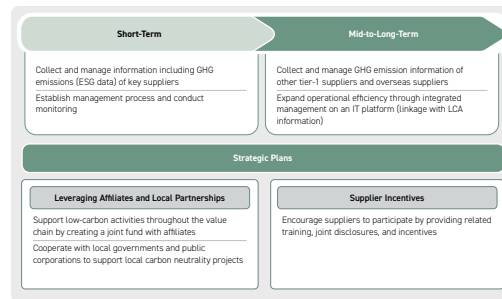 Short-Term
Mid-to-Long-Term
Collect and manage information including GHG
emissions (ESG data) of key suppliers
Establish management process and conduct
monitoring
Collect and manage GHG emission information of
other tier-1 suppliers and overseas suppliers
Expand operational efficiency through integrated
management on an IT platform (linkage with LCA
information)
Strategic Plans
Leveraging Affiliates and Local Partnerships
Support low-carbon activities throughout the value
chain by creating a joint fund with affiliates
Cooperate with local governments and public
corporations to support local carbon neutrality projects
Supplier Incentives
Encourage suppliers to participate by providing related
training, joint disclosures, and incentives